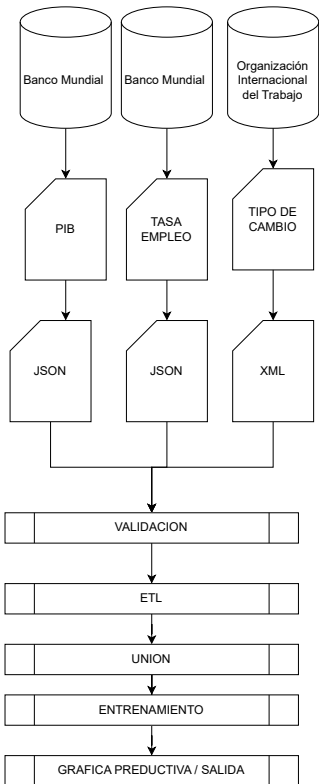 Banco Mundial
Banco Mundial
Organización
Internacional
del Trabajo
PIB
TASA
EMPLEO
TIPO DE
CAMBIO
JSON
JSON
XML
VALIDACION
ETL
UNION
ENTRENAMIENTO
GRAFICA PREDUCTIVA / SALIDA